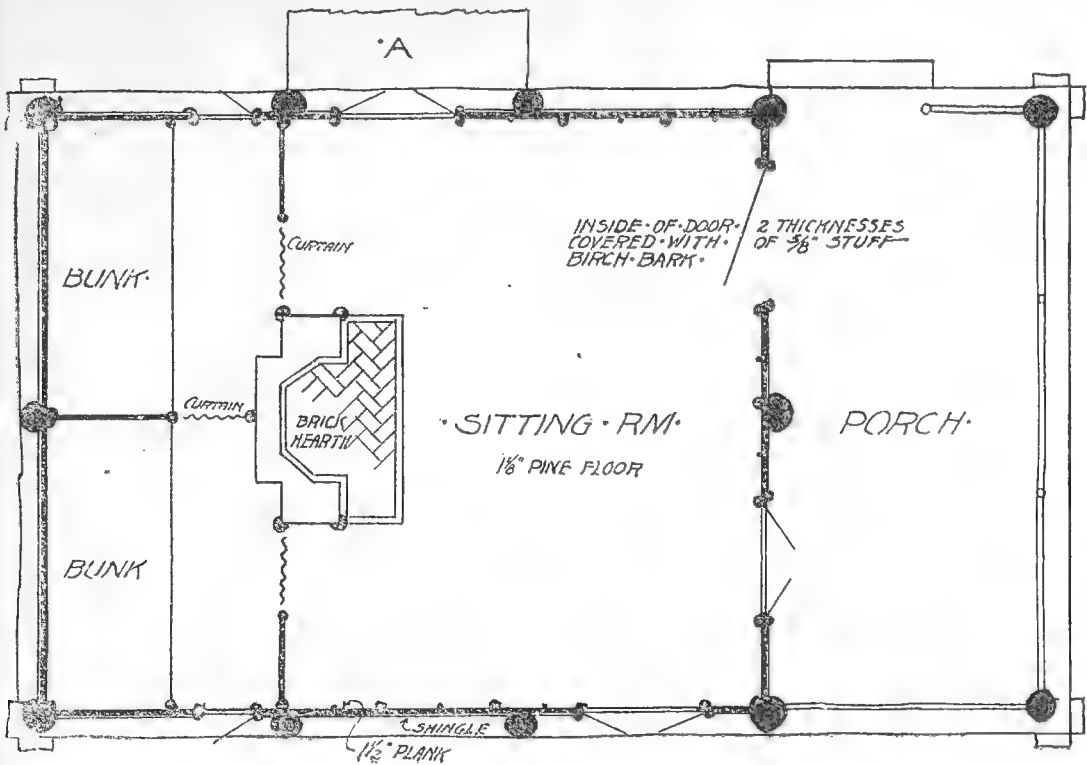 ·A
INSIDE·OF·DOOR·
COVERED·WITH·
BIRCH·BARK·
2 THICKNESSES
OF 5/8" STUFF
CURTAIN
BUNK·
CURTAIN
BRICK
HEARTH
·SITTING·RM·
1 1/8" PINE FLOOR
PORCH·
BUNK
SHINGLE
1 1/2" PLANK